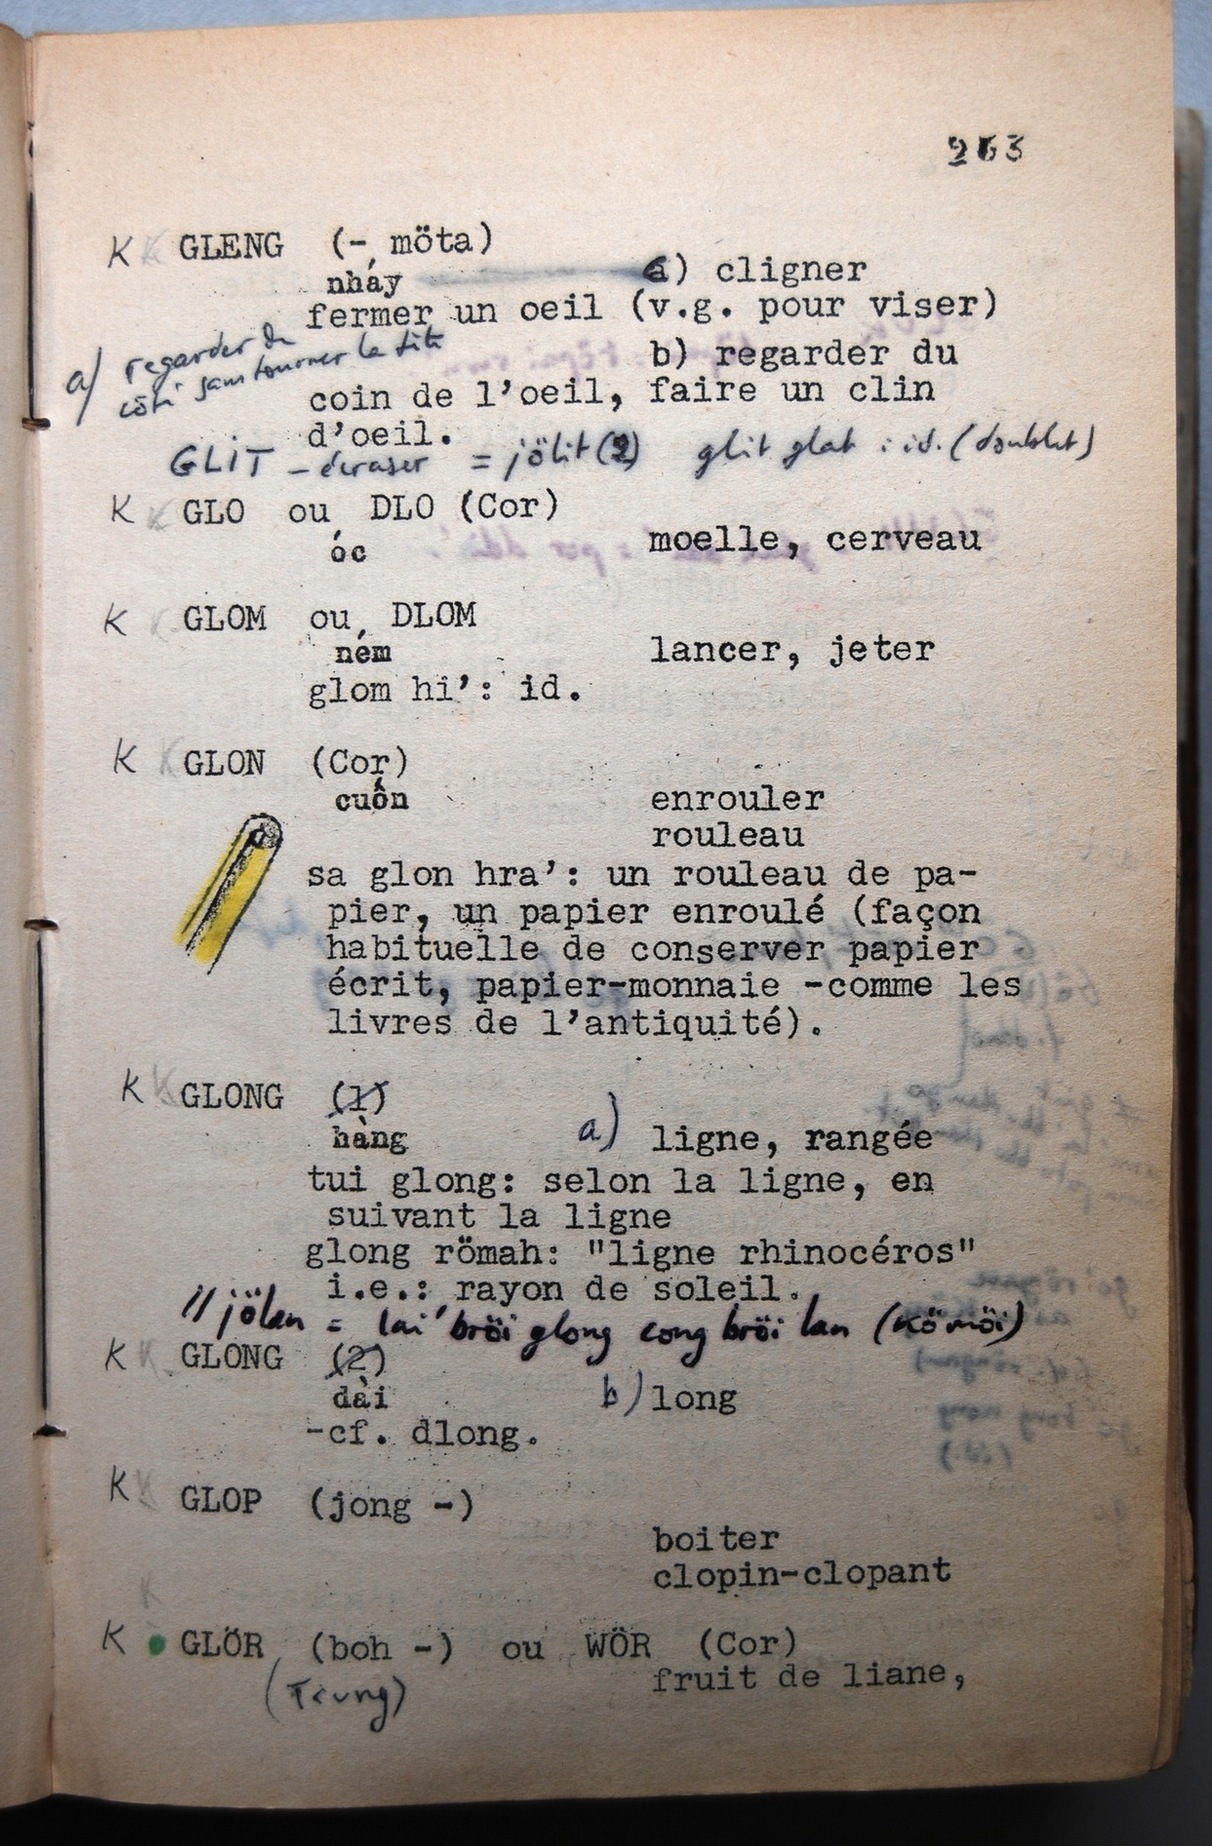 263
K GLENG (- möta)
nháy a) cligner
fermer un oeil (v.g. pour viser)
a) regarder de
côté sans tourner la tête
b) regarder du
coin de l'oeil, faire un clin
d'oeil.
GLIT - écraser = jölit (2) glit glat : id. (doublet)
K GLO ou DLO (Cor)
óc moelle, cerveau
K GLOM ou DLOM
ném lancer, jeter
glom hi': id.
K GLON (Cor)
cuốn enrouler
rouleau
sa glon hra': un rouleau de pa-
pier, un papier enroulé (façon
habituelle de conserver papier
écrit, papier-monnaie -comme les
livres de l'antiquité).
K GLONG (1)
hàng a) ligne, rangée
tui glong: selon la ligne, en
suivant la ligne
glong römah: "ligne rhinocéros"
i.e.: rayon de soleil.
// jölan = lai' bröi glong cong bröi lan (kömöi)
K GLONG (2)
dài b) long
-cf. dlong.
K GLOP (jong -)
boiter
clopin-clopant
K GLÖR (boh -) ou WÖR (Cor)
(Trung) fruit de liane,